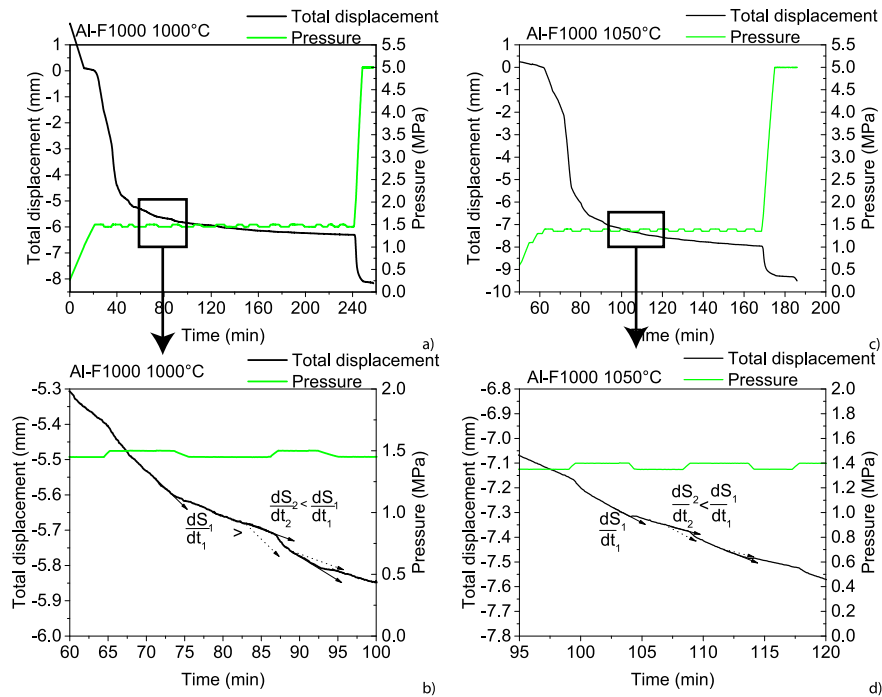 Al-F1000 1000°C
Total displacement
Pressure
Total displacement (mm)
1
0
-1
-2
-3
-4
-5
-6
-7
-8
5.5
5.0
4.5
4.0
3.5
3.0
2.5
2.0
1.5
1.0
0.5
0.0
Pressure (MPa)
0 40 80 120 160 200 240
Time (min)
a)
Al-F1000 1050°C
Total displacement
Pressure
Total displacement (mm)
1
0
-1
-2
-3
-4
-5
-6
-7
-8
-9
-10
5.5
5.0
4.5
4.0
3.5
3.0
2.5
2.0
1.5
1.0
0.5
0.0
Pressure (MPa)
60 80 100 120 140 160 180 200
Time (min)
c)
Al-F1000 1000°C
Total displacement
Pressure
Total displacement (mm)
-5.3
-5.4
-5.5
-5.6
-5.7
-5.8
-5.9
-6.0
2.0
1.5
1.0
0.5
0.0
Pressure (MPa)
dS1
dt1
>
dS2 < dS1
dt2 dt1
60 65 70 75 80 85 90 95 100
Time (min)
b)
Al-F1000 1050°C
Total displacement
Pressure
Total displacement (mm)
-6.8
-6.9
-7.0
-7.1
-7.2
-7.3
-7.4
-7.5
-7.6
-7.7
-7.8
2.0
1.8
1.6
1.4
1.2
1.0
0.8
0.6
0.4
0.2
0.0
Pressure (MPa)
dS1
dt1
dS2 < dS1
dt2 dt1
95 100 105 110 115 120
Time (min)
d)